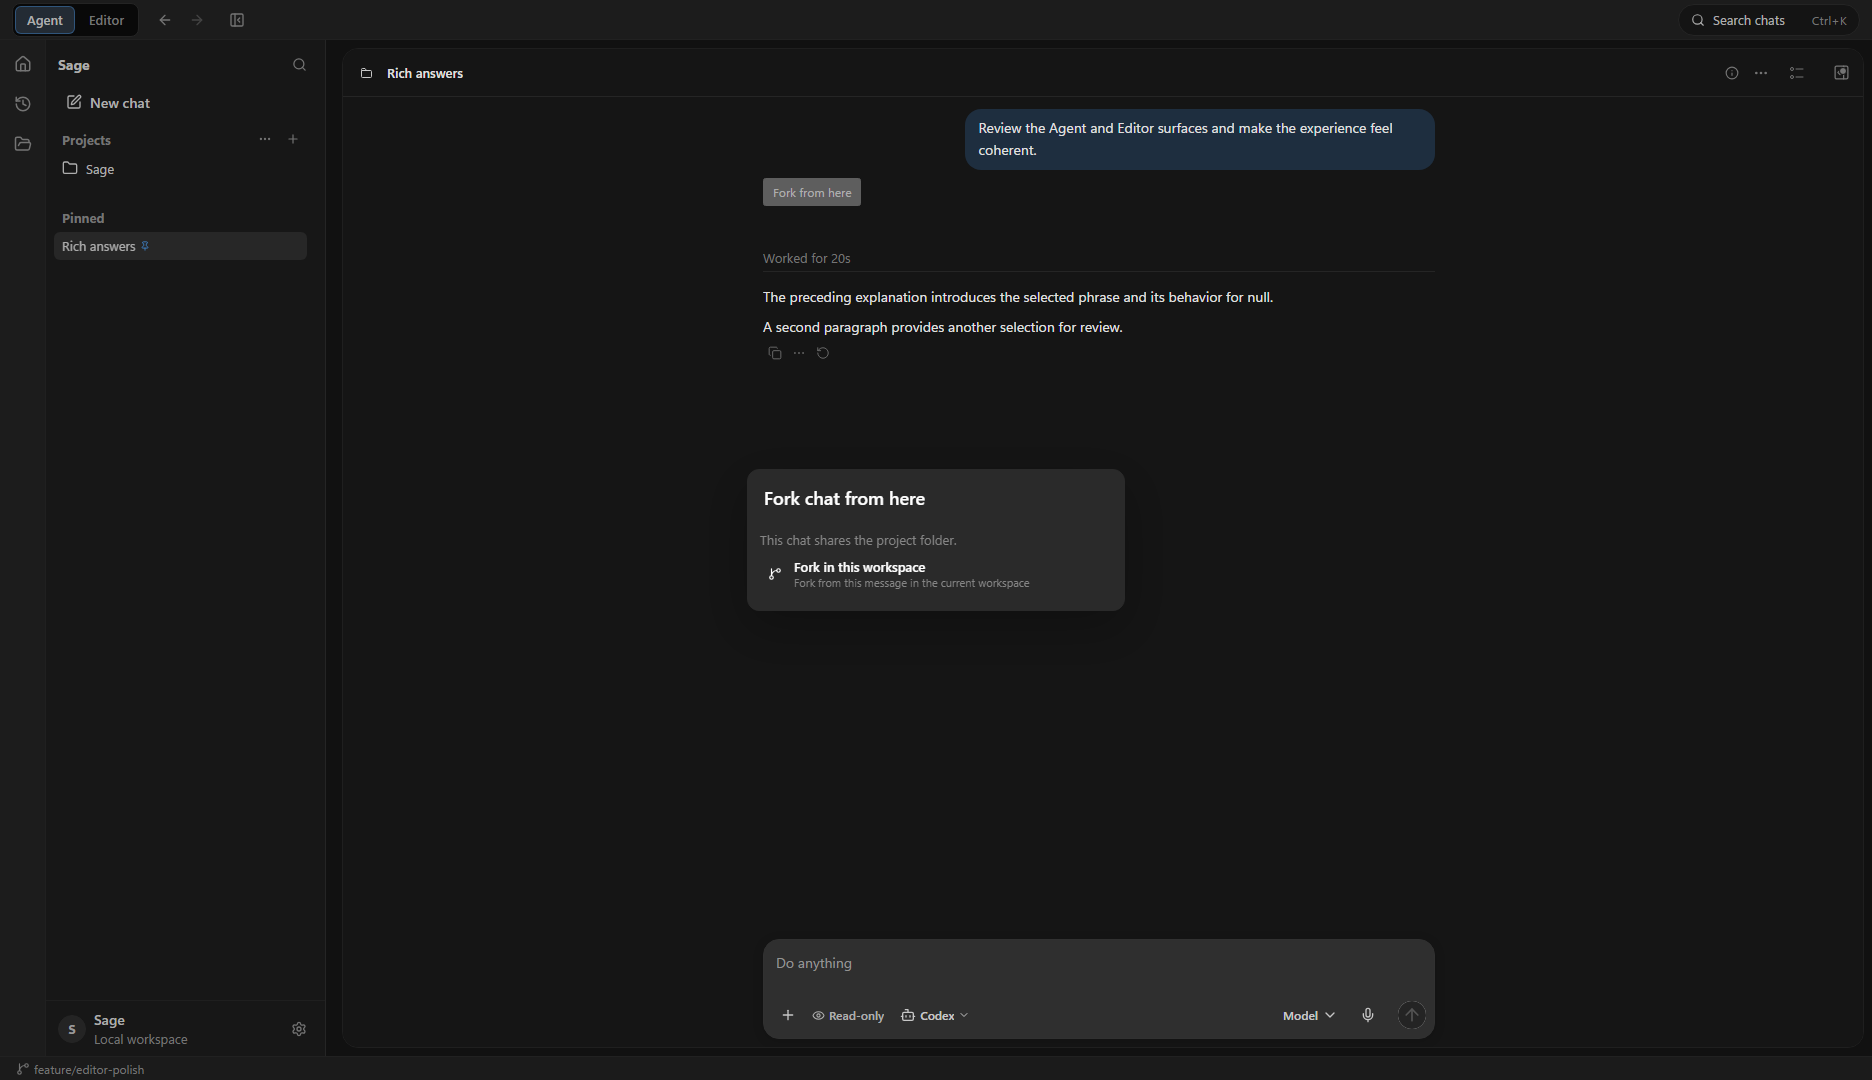 Agent Editor Search chats Ctrl+K
Sage
New chat
Projects
Sage
Pinned
Rich answers
Rich answers
Review the Agent and Editor surfaces and make the experience feel
coherent.
Fork from here
Worked for 20s
The preceding explanation introduces the selected phrase and its behavior for null.
A second paragraph provides another selection for review.
Fork chat from here
This chat shares the project folder.
Fork in this workspace
Fork from this message in the current workspace
Do anything
Read-only Codex Model
S
Sage
Local workspace
feature/editor-polish